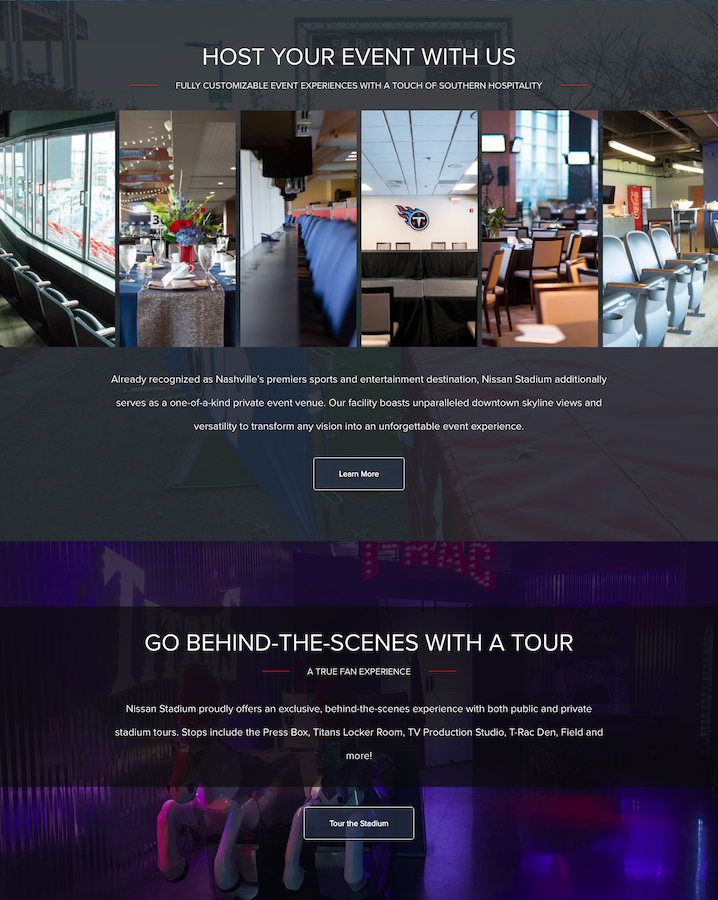 HOST YOUR EVENT WITH US
FULLY CUSTOMIZABLE EVENT EXPERIENCES WITH A TOUCH OF SOUTHERN HOSPITALITY
T
Coca-Cola
Already recognized as Nashville's premiers sports and entertainment destination, Nissan Stadium additionally
serves as a one-of-a-kind private event venue. Our facility boasts unparalleled downtown skyline views and
versatility to transform any vision into an unforgettable event experience.
Learn More
T-RAC
TITANS
GO BEHIND-THE-SCENES WITH A TOUR
A TRUE FAN EXPERIENCE
Nissan Stadium proudly offers an exclusive, behind-the-scenes experience with both public and private
stadium tours. Stops include the Press Box, Titans Locker Room, TV Production Studio, T-Rac Den, Field and
more!
Tour the Stadium